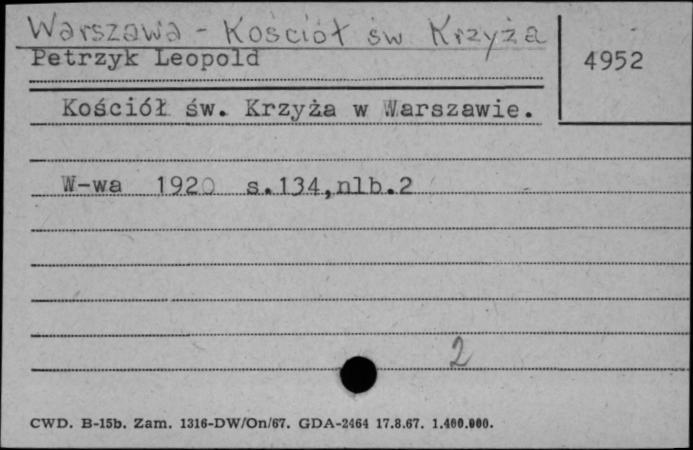 Warszawa - Kościół św Krzyża
Petrzyk Leopold
4952
Kościół św. Krzyża w Warszawie.
W-wa 1920 s.134,nlb.2
2
CWD. B-15b. Zam. 1316-DW/On/67. GDA-2464 17.8.67. 1.400.000.